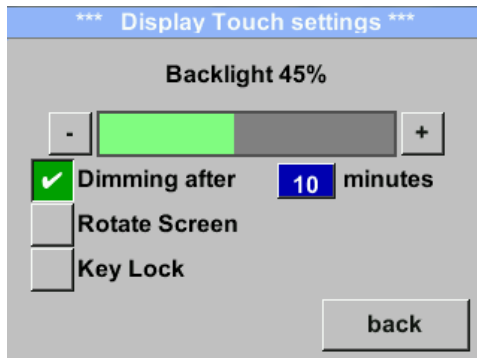 *** Display Touch settings ***
Backlight 45%
- +
Dimming after 10 minutes
Rotate Screen
Key Lock
back